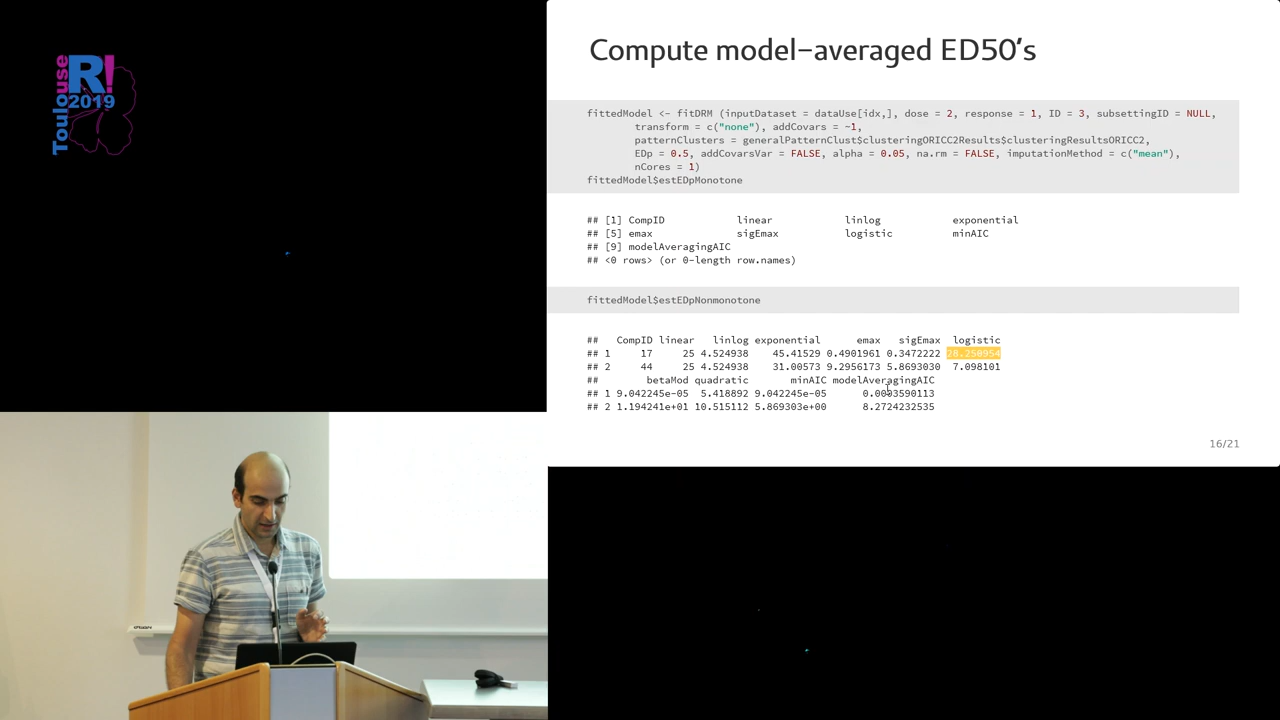 Toulouse
R!
2019
Compute model-averaged ED50's
fittedModel <- fitDRM (inputDataset = dataUse[idx,], dose = 2, response = 1, ID = 3, subsettingID = NULL,
transform = c("none"), addCovars = ~1,
patternClusters = generalPatternClust$clusteringORICC2Results$clusteringResultsORICC2,
EDp = 0.5, addCovarsVar = FALSE, alpha = 0.05, na.rm = FALSE, imputationMethod = c("mean"),
nCores = 1)
fittedModel$estEDpMonotone
## [1] CompID linear linlog exponential
## [5] emax sigEmax logistic minAIC
## [9] modelAveragingAIC
## <0 rows> (or 0-length row.names)
fittedModel$estEDpNonmonotone
## CompID linear linlog exponential emax sigEmax logistic
## 1 17 25 4.524938 45.41529 0.4901961 0.3472222 28.250954
## 2 44 25 4.524938 31.00573 9.2956173 5.8693030 7.098101
## betaMod quadratic minAIC modelAveragingAIC
## 1 9.042245e-05 5.418892 9.042245e-05 0.0003590113
## 2 1.194241e+01 10.515112 5.869303e+00 8.2724232535
16/21